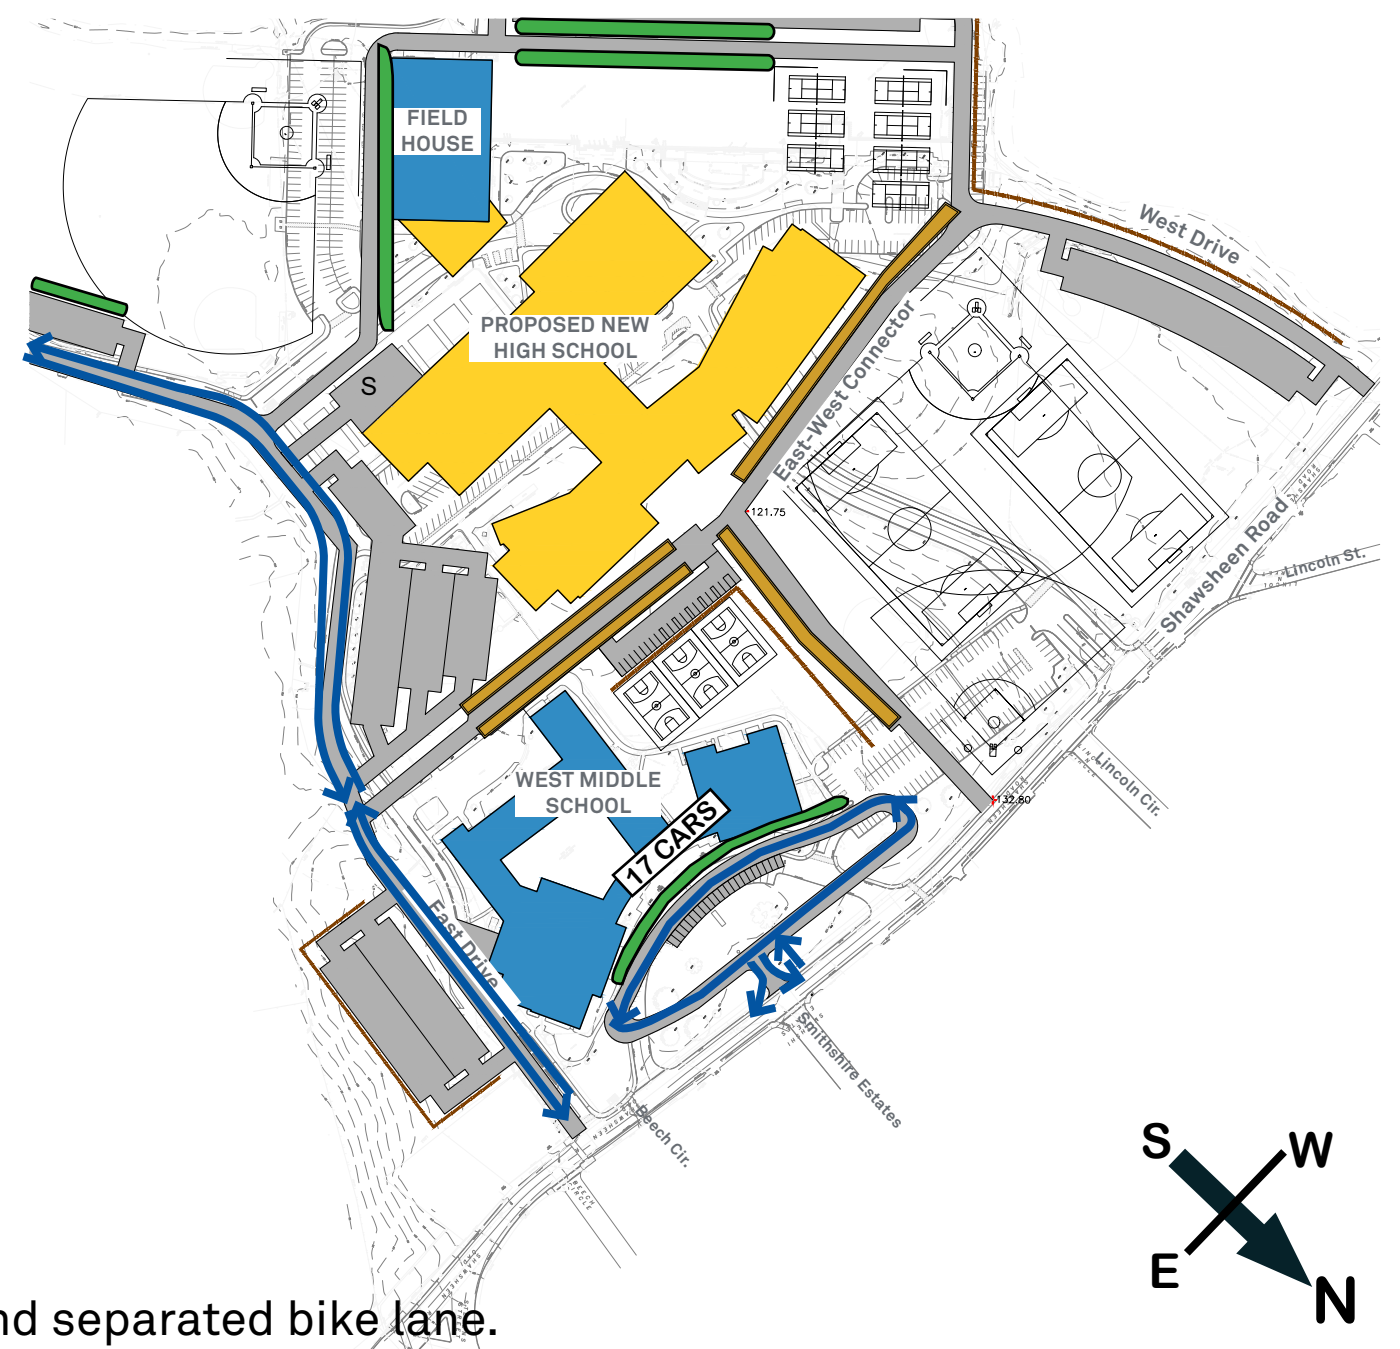 FIELD
HOUSE
West Drive
PROPOSED NEW
HIGH SCHOOL
S
East-West Connector
121.75
Shawsheen Road
Lincoln St.
WEST MIDDLE
SCHOOL
Lincoln Cir.
132.80
17 CARS
East Drive
Smithshire Estates
Beech Cir.
S
W
E
N
nd separated bike lane.